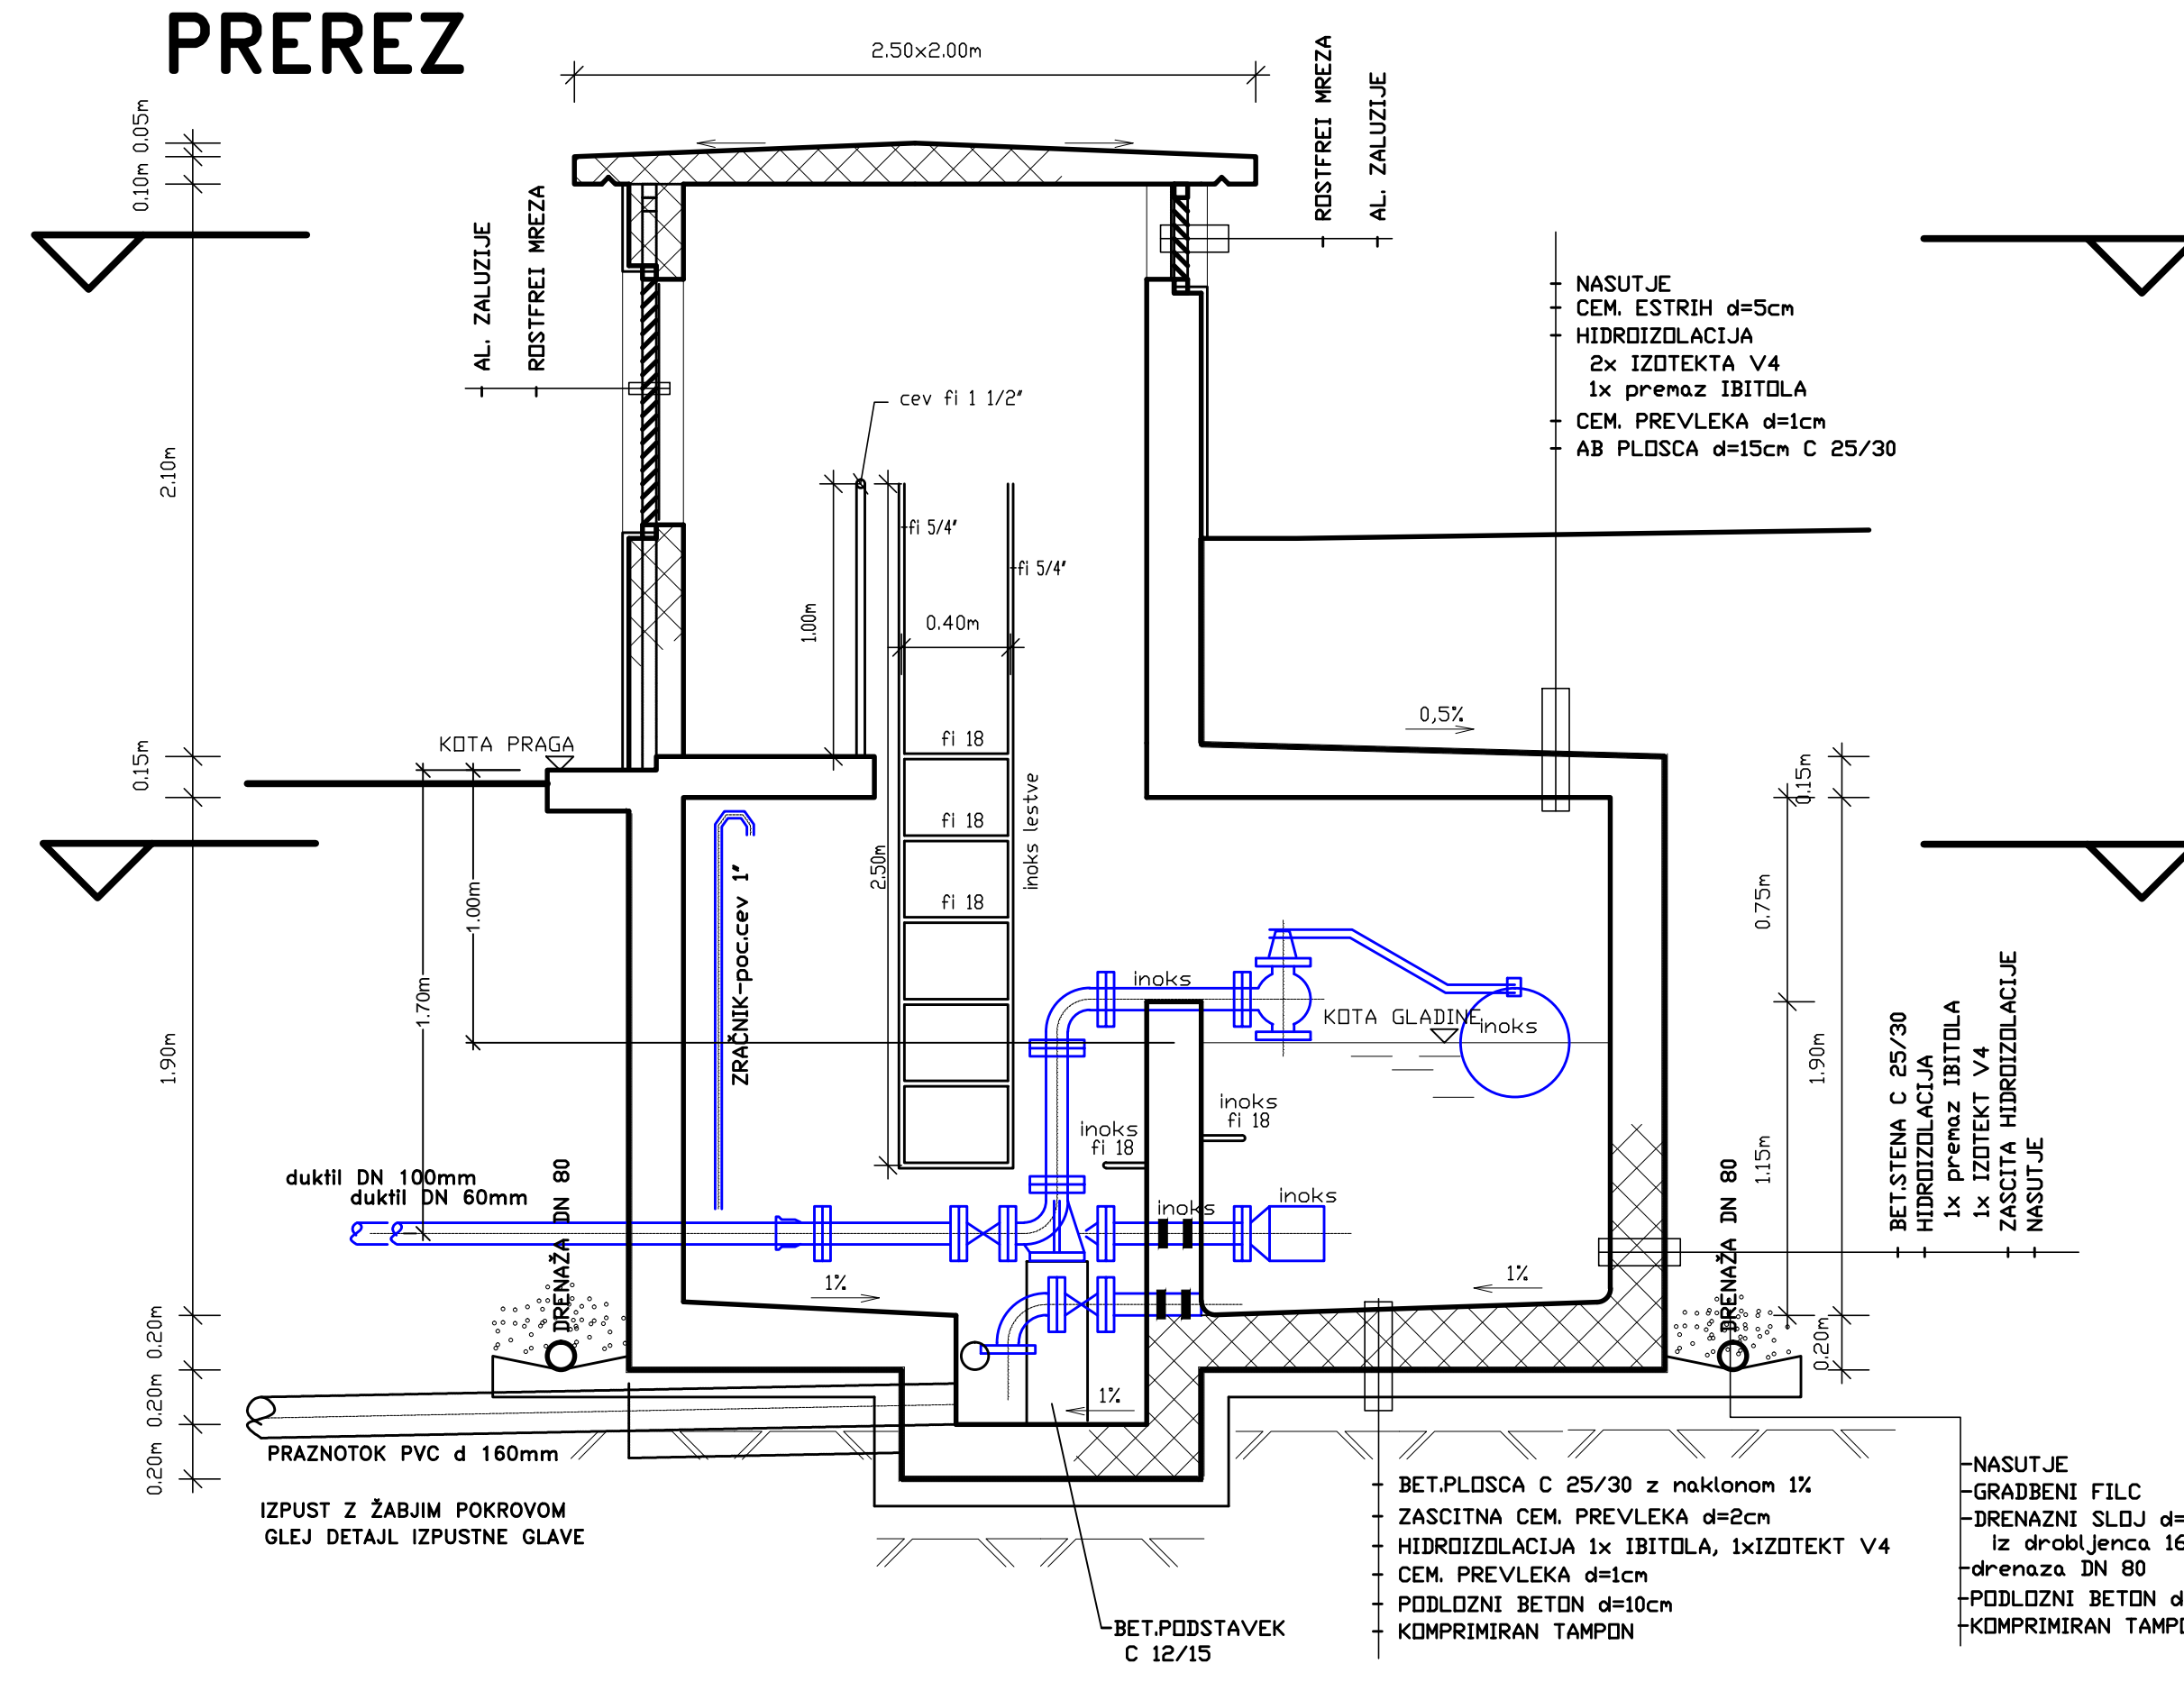 PREREZ
2.50x2.00m
0.05m
0.10m
2.10m
0.15m
1.90m
0.20m
0.20m
0.20m
AL. ZALUZIJE
ROSTFREI MREZA
ROSTFREI MREZA
AL. ZALUZIJE
NASUTJE
CEM. ESTRIH d=5cm
HIDROIZOLACIJA
2x IZOTEKTA V4
1x premaz IBITOLA
CEM. PREVLEKA d=1cm
AB PLOSCA d=15cm C 25/30
cev fi 1 1/2"
fi 5/4"
fi 5/4"
1.00m
0.40m
2.50m
fi 18
fi 18
fi 18
inoks lestve
KOTA PRAGA
0,5%
0.15m
0.75m
1.15m
1.90m
0.20m
1.00m
1.70m
ZRAČNIK-poc.cev 1"
inoks
KOTA GLADINE
inoks
inoks
fi 18
inoks
fi 18
inoks
inoks
duktil DN 100mm
duktil DN 60mm
DRENAŽA DN 80
DRENAŽA DN 80
1%
1%
1%
BET.STENA C 25/30
HIDROIZOLACIJA
1x premaz IBITOLA
1x IZOTEKT V4
ZASCITA HIDROIZOLACIJE
NASUTJE
PRAZNOTOK PVC d 160mm
IZPUST Z ŽABJIM POKROVOM
GLEJ DETAJL IZPUSTNE GLAVE
BET.PODSTAVEK
C 12/15
BET.PLOSCA C 25/30 z naklonom 1%
ZASCITNA CEM. PREVLEKA d=2cm
HIDROIZOLACIJA 1x IBITOLA, 1xIZOTEKT V4
CEM. PREVLEKA d=1cm
PODLOZNI BETON d=10cm
KOMPRIMIRAN TAMPON
NASUTJE
GRADBENI FILC
DRENAZNI SLOJ d=
iz drobljenca 16
drenaza DN 80
PODLOZNI BETON d
KOMPRIMIRAN